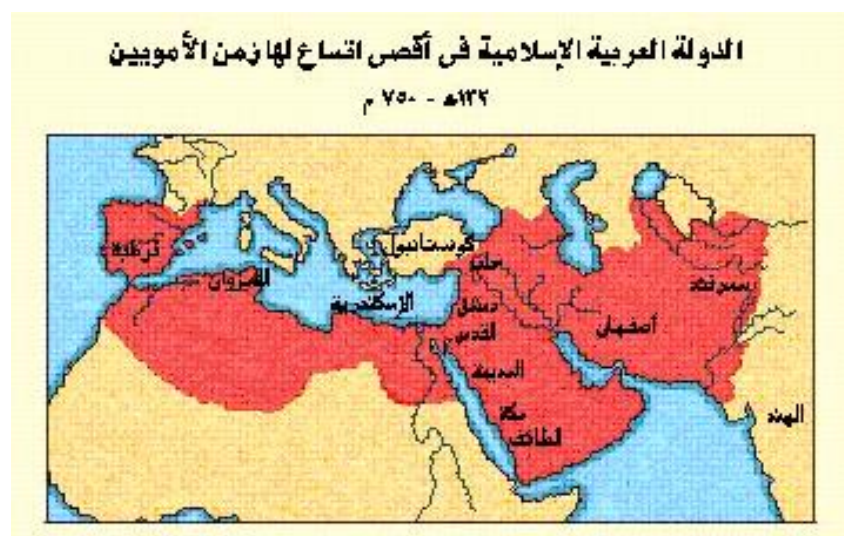 الدولة العربية الإسلامية فى أقصى اتساع لها زمن الأمويين
١٣٢هـ - ٧٥٠ م
كوستانبول
قرطبة
حلب
القيروان
سمرقند
الإسكندرية
دمشق
أصفهان
القدس
المدينة
مكة
الهند
الطائف